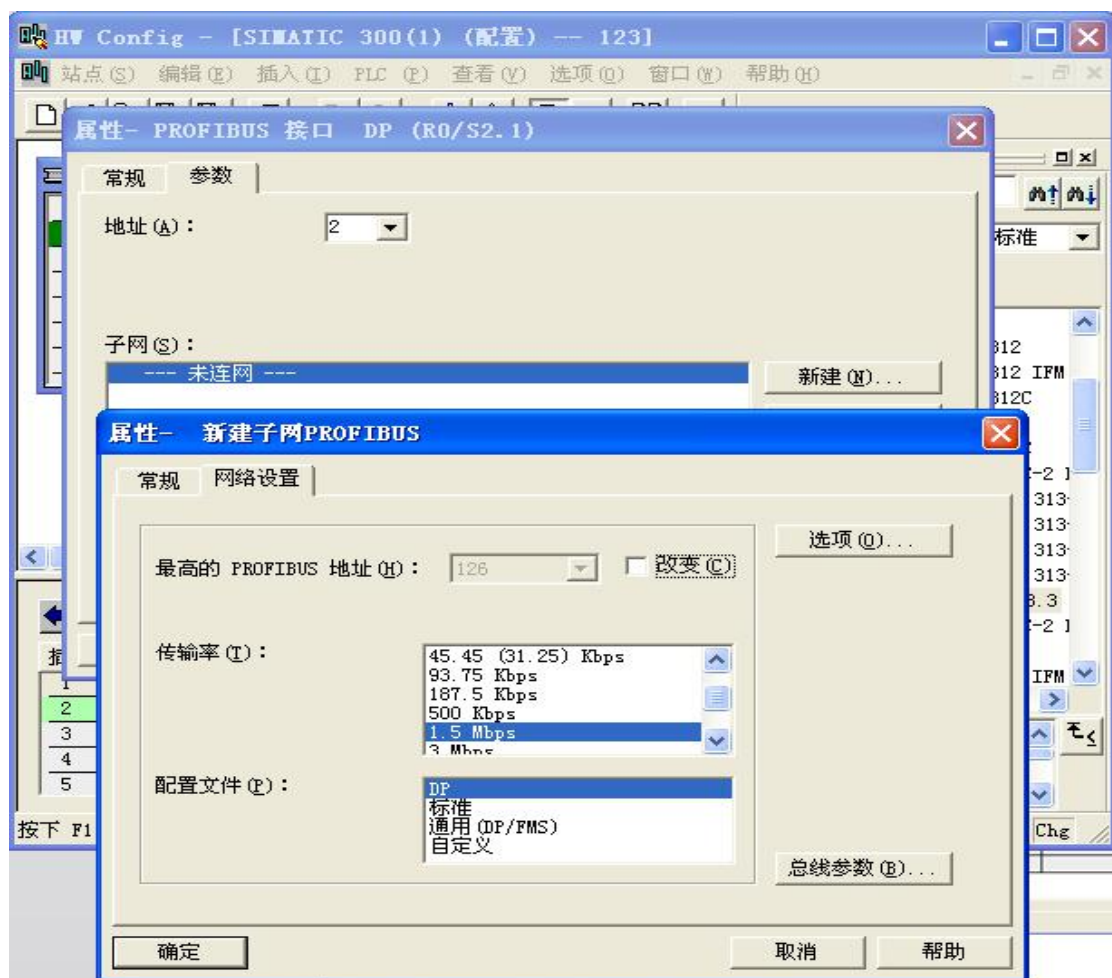 HW Config - [SIMATIC 300(1) (配置) -- 123]
站点(S) 编辑(E) 插入(I) PLC (P) 查看(V) 选项(O) 窗口(W) 帮助(H)
属性- PROFIBUS 接口 DP (R0/S2.1)
常规 参数
标准
地址(A): 2
子网(S):
--- 未连网 ---
新建(N)...
312
312 IFM
312C
属性- 新建子网PROFIBUS
常规 网络设置
-2
313-
313-
313-
313-
3.3
-2
IFM
选项(O)...
最高的 PROFIBUS 地址(H): 126 改变(C)
传输率(T):
45.45 (31.25) Kbps
93.75 Kbps
187.5 Kbps
500 Kbps
1.5 Mbps
3 Mbps
配置文件(P):
DP
标准
通用(DP/FMS)
自定义
总线参数(B)...
1
2
3
4
5
按下 F1
Chg
确定 取消 帮助